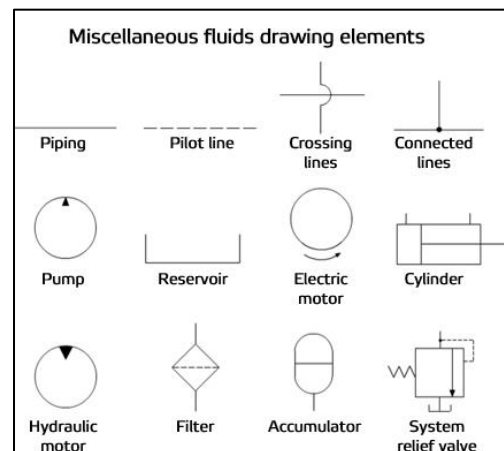 Miscellaneous fluids drawing elements
Piping
Pilot line
Crossing
lines
Connected
lines
Pump
Reservoir
Electric
motor
Cylinder
Hydraulic
motor
Filter
Accumulator
System
relief valve